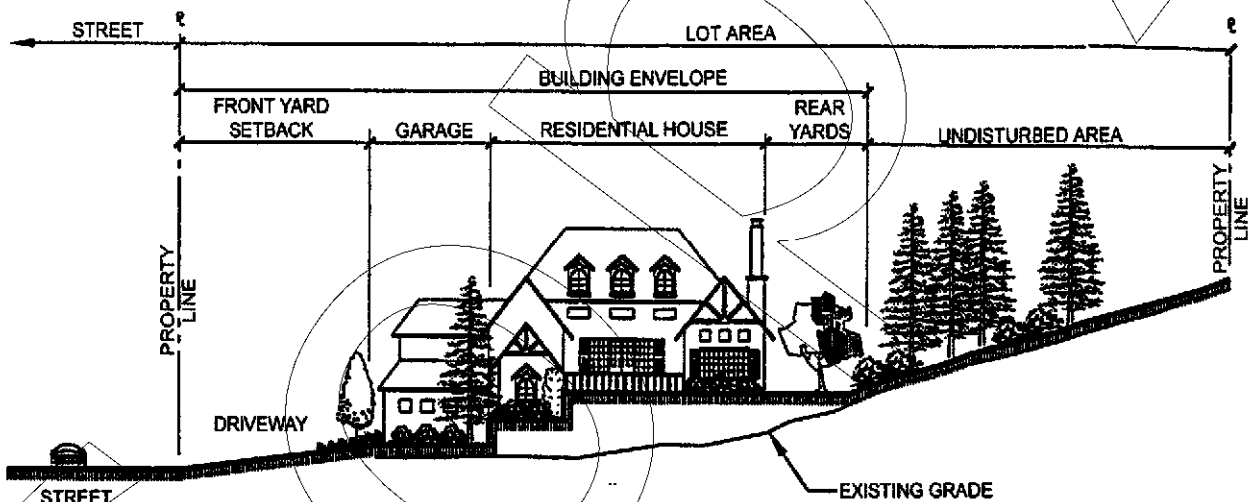 STREET
LOT AREA
BUILDING ENVELOPE
FRONT YARD
SETBACK
GARAGE
RESIDENTIAL HOUSE
REAR
YARDS
UNDISTURBED AREA
PROPERTY
LINE
PROPERTY
LINE
DRIVEWAY
STREET
EXISTING GRADE